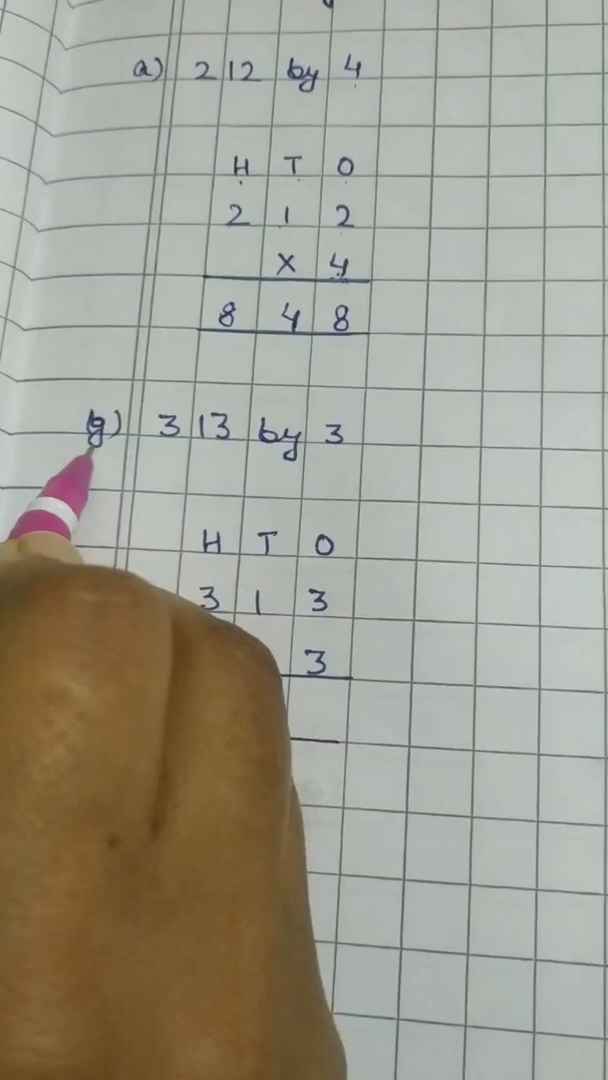 a) 212 by 4
H T O
2 1 2
× 4
8 4 8
g) 313 by 3
H T O
3 1 3
3